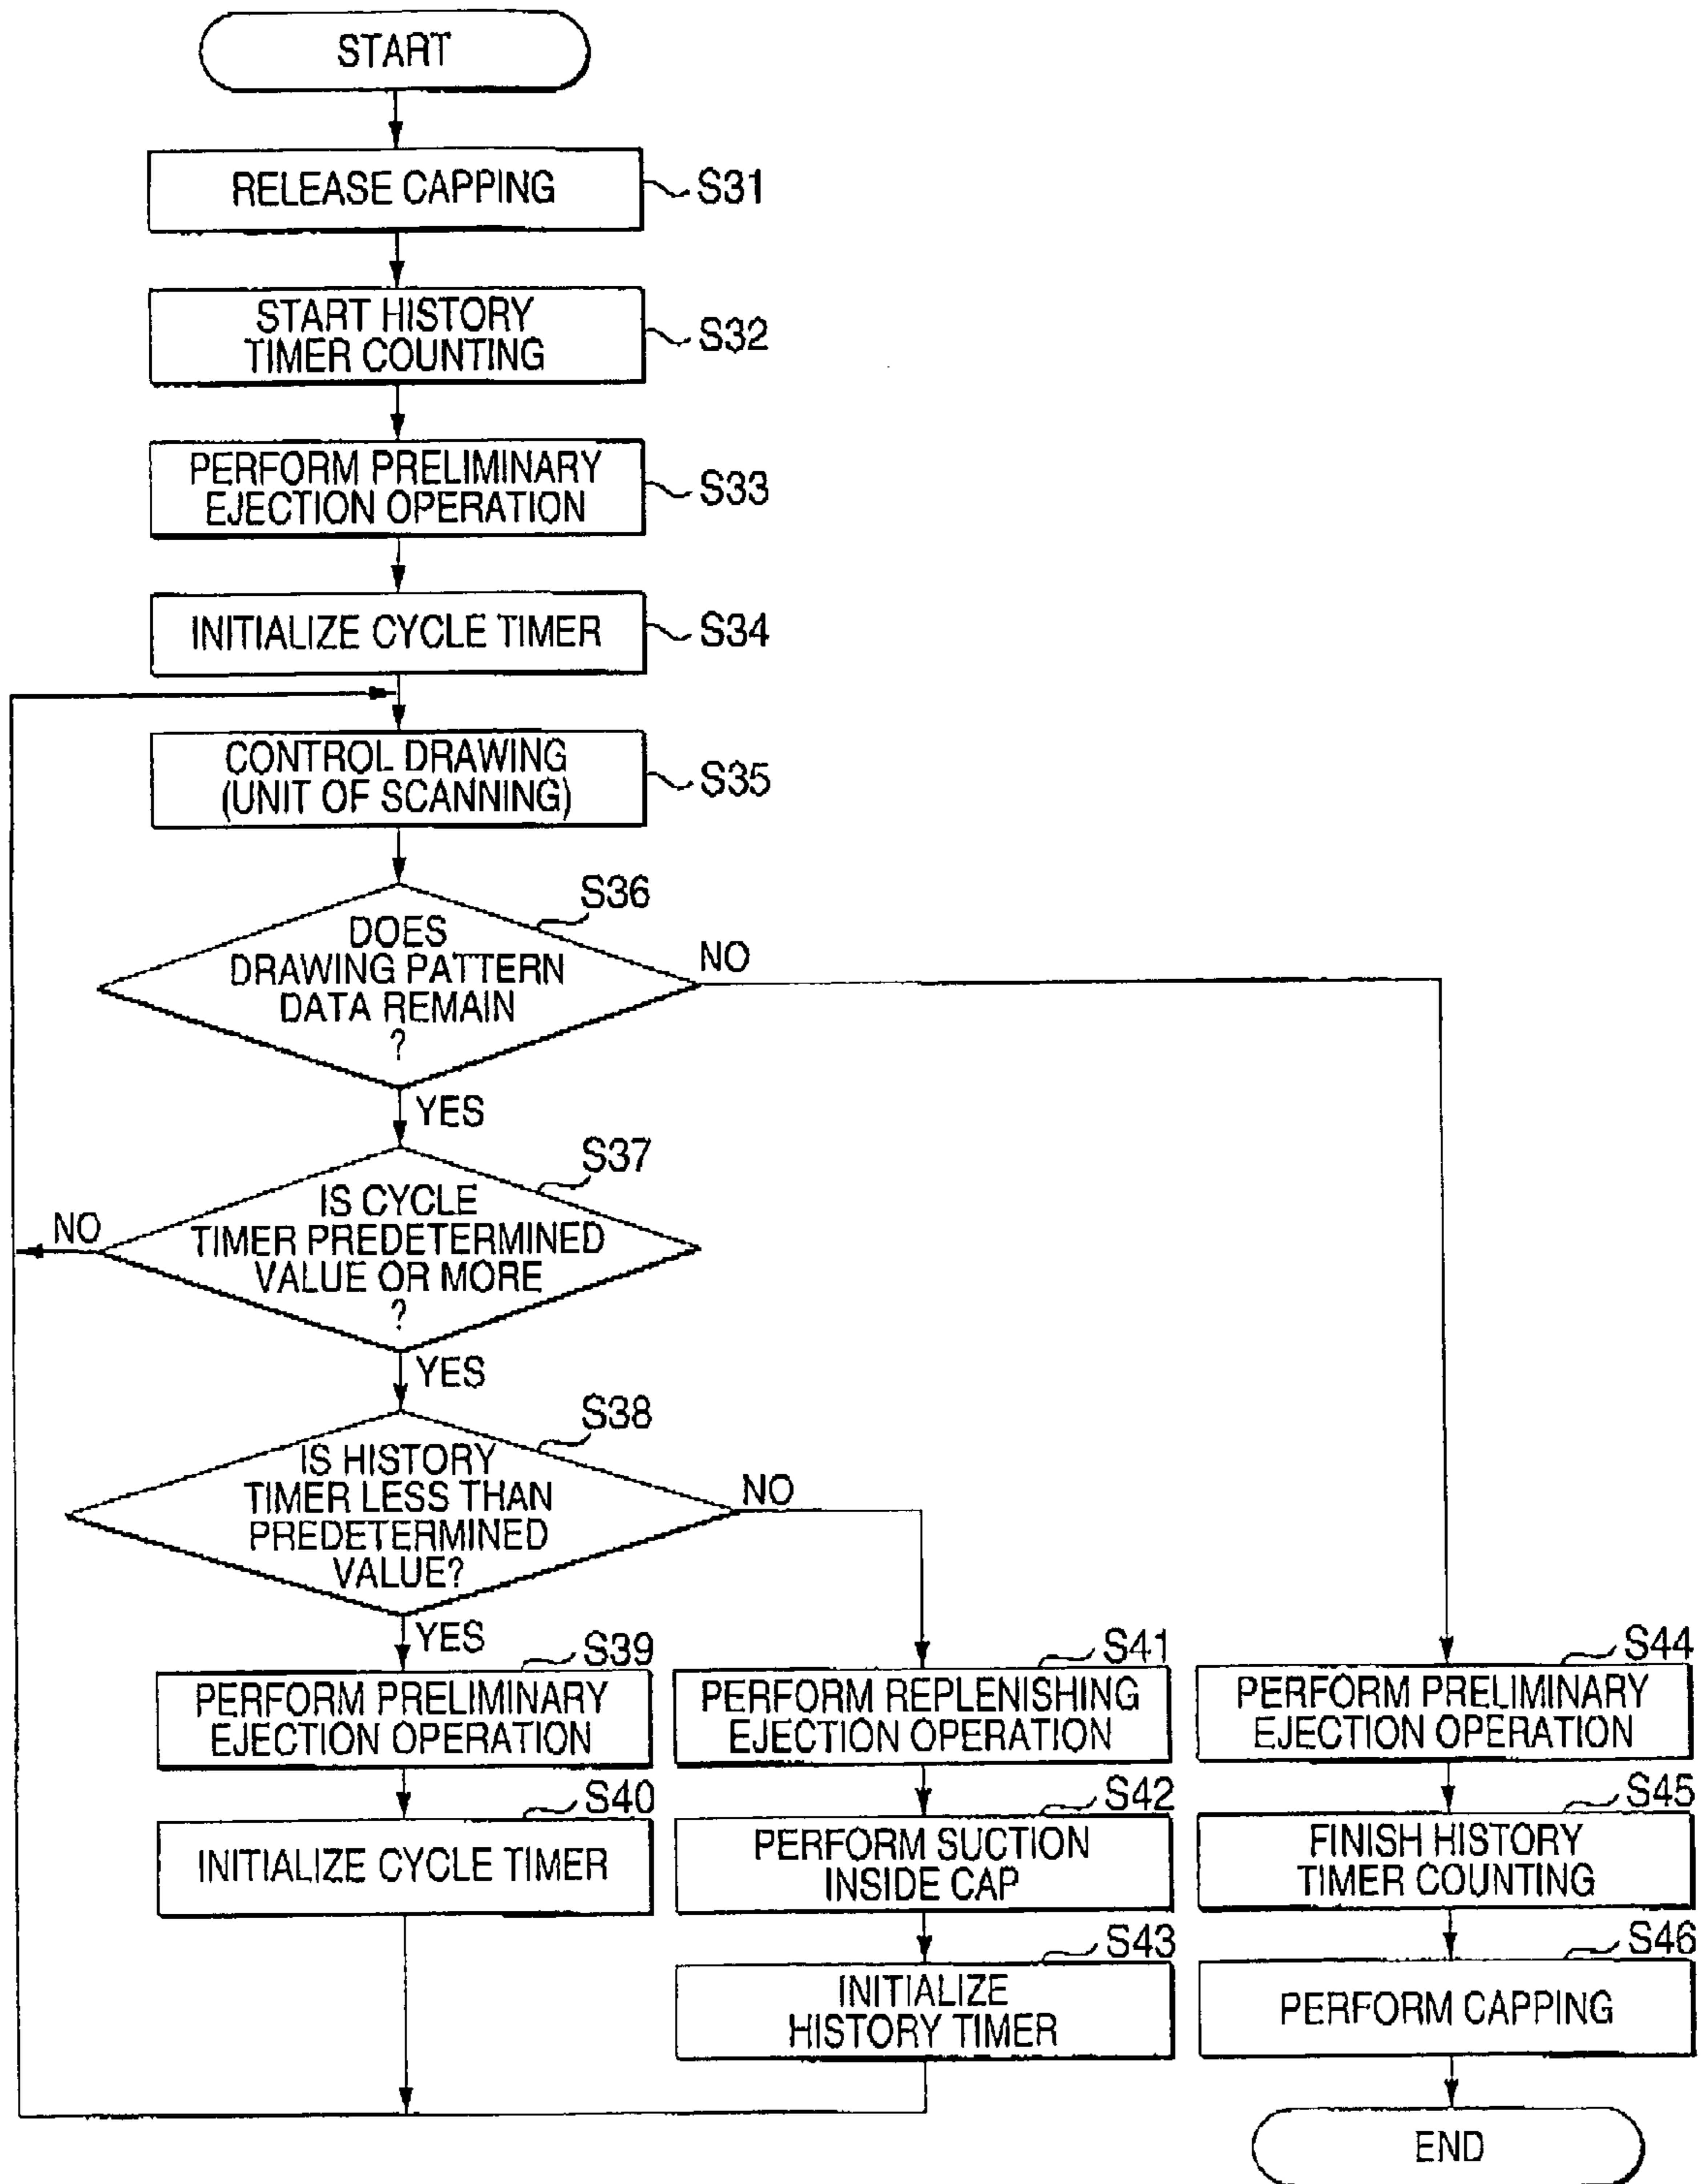 START
RELEASE CAPPING
S31
START HISTORY
TIMER COUNTING
S32
PERFORM PRELIMINARY
EJECTION OPERATION
S33
INITIALIZE CYCLE TIMER
S34
CONTROL DRAWING
(UNIT OF SCANNING)
S35
S36
DOES
DRAWING PATTERN
DATA REMAIN
?
NO
YES
S37
IS CYCLE
TIMER PREDETERMINED
VALUE OR MORE
?
NO
YES
S38
IS HISTORY
TIMER LESS THAN
PREDETERMINED
VALUE?
NO
YES
S39
PERFORM PRELIMINARY
EJECTION OPERATION
S40
INITIALIZE CYCLE TIMER
S41
PERFORM REPLENISHING
EJECTION OPERATION
S42
PERFORM SUCTION
INSIDE CAP
S43
INITIALIZE
HISTORY TIMER
S44
PERFORM PRELIMINARY
EJECTION OPERATION
S45
FINISH HISTORY
TIMER COUNTING
S46
PERFORM CAPPING
END